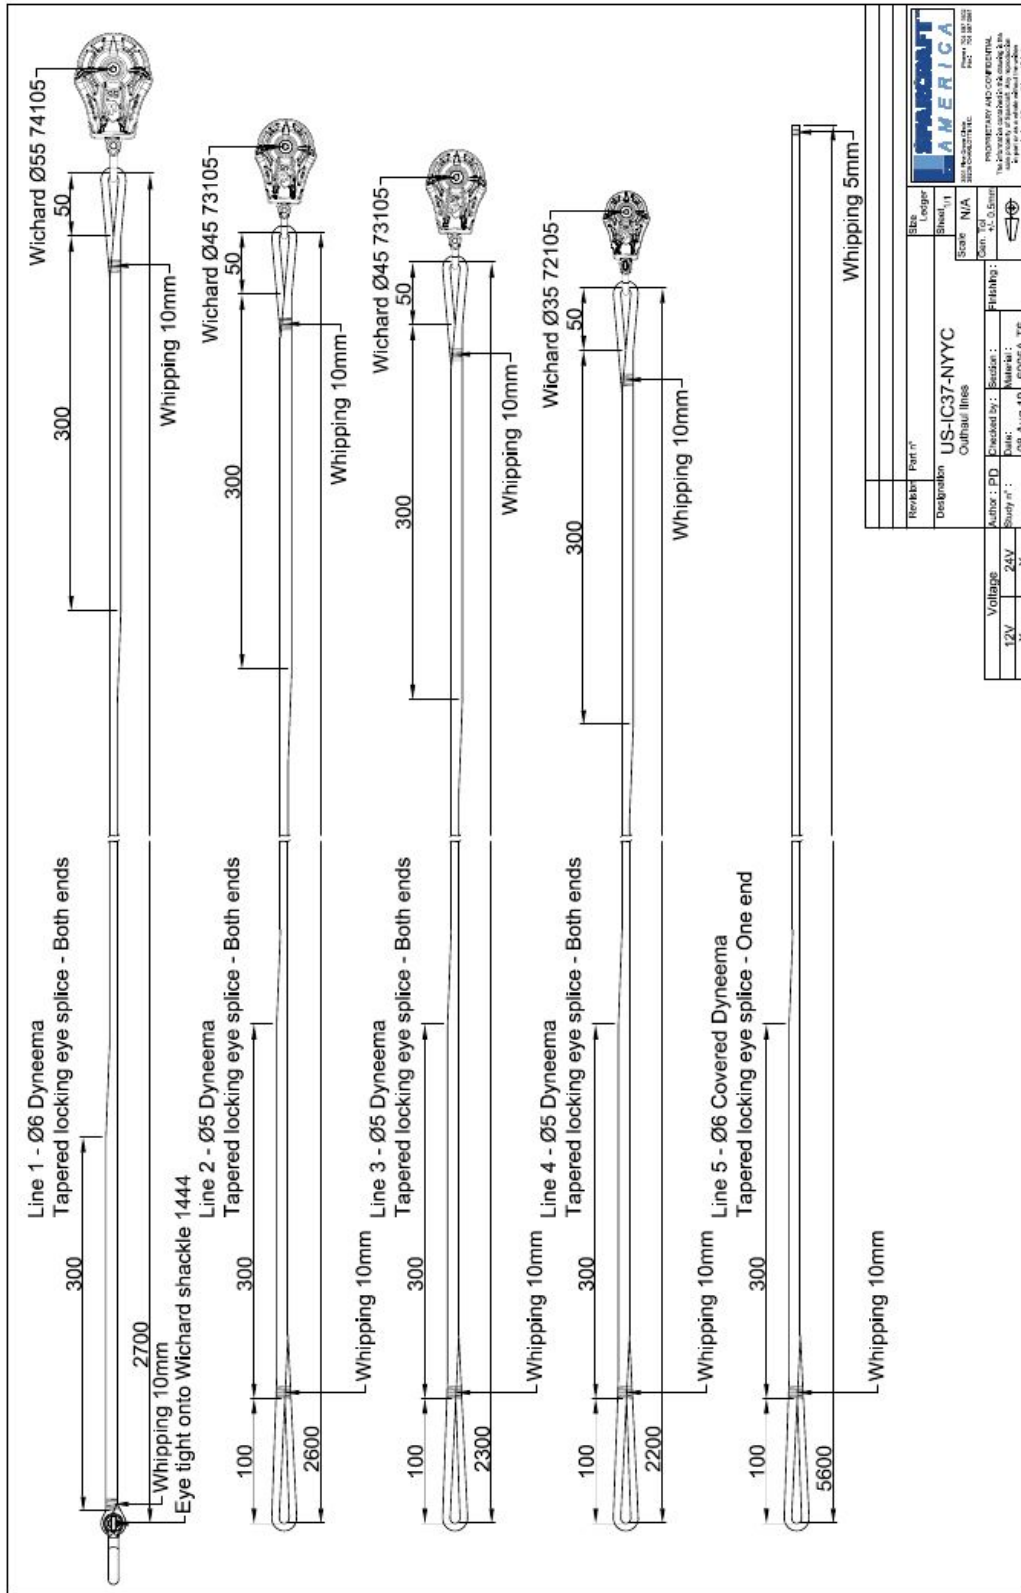 Line 1 - Ø6 Dyneema
Tapered locking eye splice - Both ends
Wichard Ø55 74105
50
300
Whipping 10mm
300
2700
Whipping 10mm
Eye tight onto Wichard shackle 1444
Line 2 - Ø5 Dyneema
Tapered locking eye splice - Both ends
Wichard Ø45 73105
50
300
Whipping 10mm
300
100
2600
Whipping 10mm
Line 3 - Ø5 Dyneema
Tapered locking eye splice - Both ends
Wichard Ø45 73105
50
300
Whipping 10mm
300
100
2300
Whipping 10mm
Line 4 - Ø5 Dyneema
Tapered locking eye splice - Both ends
Wichard Ø35 72105
50
300
Whipping 10mm
300
100
2200
Whipping 10mm
Line 5 - Ø6 Covered Dyneema
Tapered locking eye splice - One end
Whipping 5mm
300
100
5600
Whipping 10mm
Revision
Part n°
Size
Ledger
SPARCRAFT
AMERICA
Designation
US-IC37-NYYC
Outhaul lines
Sheet 1/1
Scale N/A
Gen. Tol
+/- 0.5mm
PROPRIETARY AND CONFIDENTIAL
Author : PD
Checked by :
Section :
Finishing :
Study n° :
Date:
Material :
Voltage
12V
24V